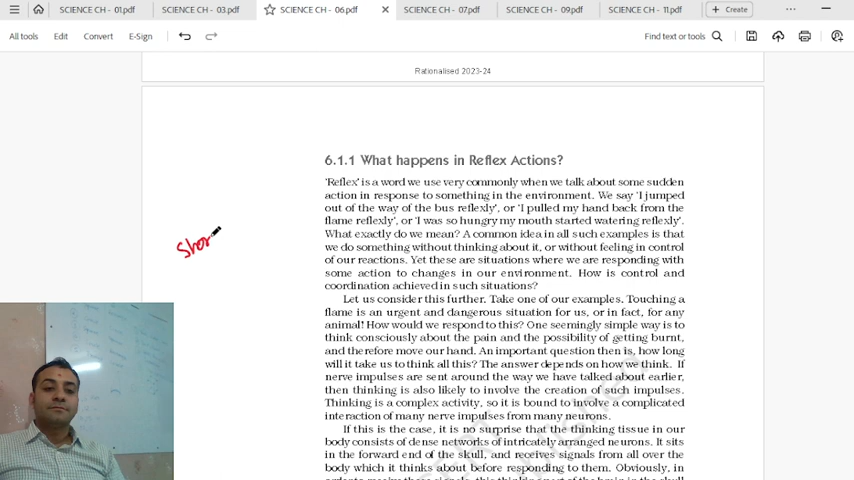 SCIENCE CH - 01.pdf
SCIENCE CH - 03.pdf
SCIENCE CH - 06.pdf
SCIENCE CH - 07.pdf
SCIENCE CH - 09.pdf
SCIENCE CH - 11.pdf
+ Create
All tools
Edit
Convert
E-Sign
Find text or tools
Rationalised 2023-24
6.1.1 What happens in Reflex Actions?
‘Reflex’ is a word we use very commonly when we talk about some sudden
action in response to something in the environment. We say ‘I jumped
out of the way of the bus reflexly’, or ‘I pulled my hand back from the
flame reflexly’, or ‘I was so hungry my mouth started watering reflexly’.
What exactly do we mean? A common idea in all such examples is that
we do something without thinking about it, or without feeling in control
of our reactions. Yet these are situations where we are responding with
some action to changes in our environment. How is control and
coordination achieved in such situations?
Let us consider this further. Take one of our examples. Touching a
flame is an urgent and dangerous situation for us, or in fact, for any
animal! How would we respond to this? One seemingly simple way is to
think consciously about the pain and the possibility of getting burnt,
and therefore move our hand. An important question then is, how long
will it take us to think all this? The answer depends on how we think. If
nerve impulses are sent around the way we have talked about earlier,
then thinking is also likely to involve the creation of such impulses.
Thinking is a complex activity, so it is bound to involve a complicated
interaction of many nerve impulses from many neurons.
If this is the case, it is no surprise that the thinking tissue in our
body consists of dense networks of intricately arranged neurons. It sits
in the forward end of the skull, and receives signals from all over the
body which it thinks about before responding to them. Obviously, in